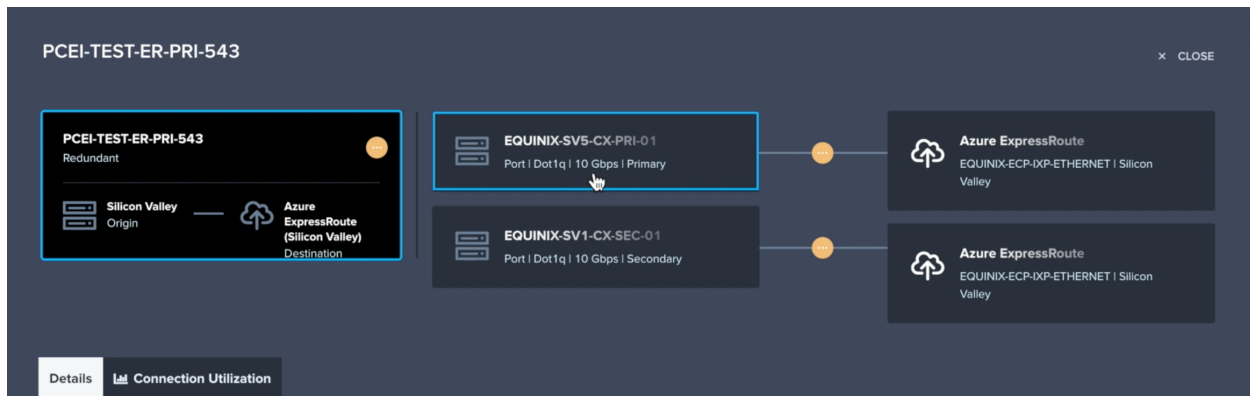 PCEI-TEST-ER-PRI-543
× CLOSE
PCEI-TEST-ER-PRI-543
Redundant
Silicon Valley
Origin
Azure
ExpressRoute
(Silicon Valley)
Destination
EQUINIX-SV5-CX-PRI-01
Port | Dot1q | 10 Gbps | Primary
Azure ExpressRoute
EQUINIX-ECP-IXP-ETHERNET | Silicon
Valley
EQUINIX-SV1-CX-SEC-01
Port | Dot1q | 10 Gbps | Secondary
Azure ExpressRoute
EQUINIX-ECP-IXP-ETHERNET | Silicon
Valley
Details
Connection Utilization